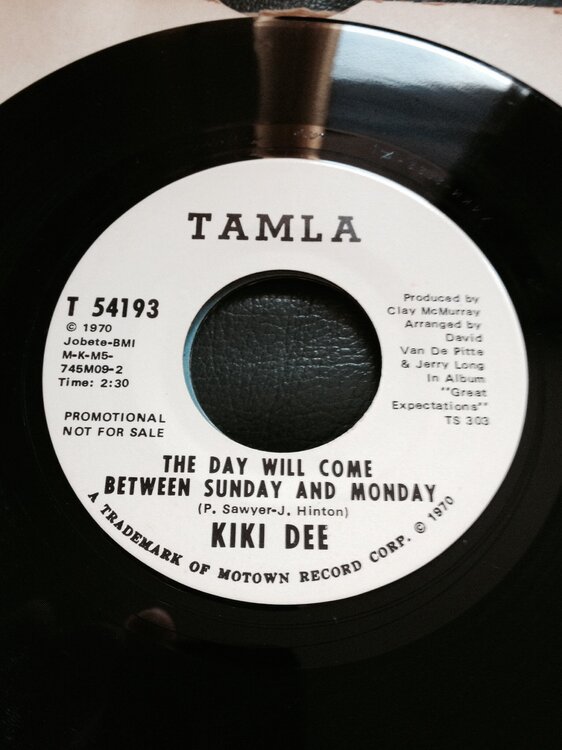 TAMLA
T 54193
© 1970
Jobete-BMI
M-K-M5-
745M09-2
Time: 2:30
PROMOTIONAL
NOT FOR SALE
Produced by
Clay McMurray
Arranged by
David
Van De Pitte
& Jerry Long
In Album
"Great
Expectations"
TS 303
THE DAY WILL COME
BETWEEN SUNDAY AND MONDAY
(P. Sawyer-J. Hinton)
KIKI DEE
A TRADEMARK OF MOTOWN RECORD CORP. © 1970